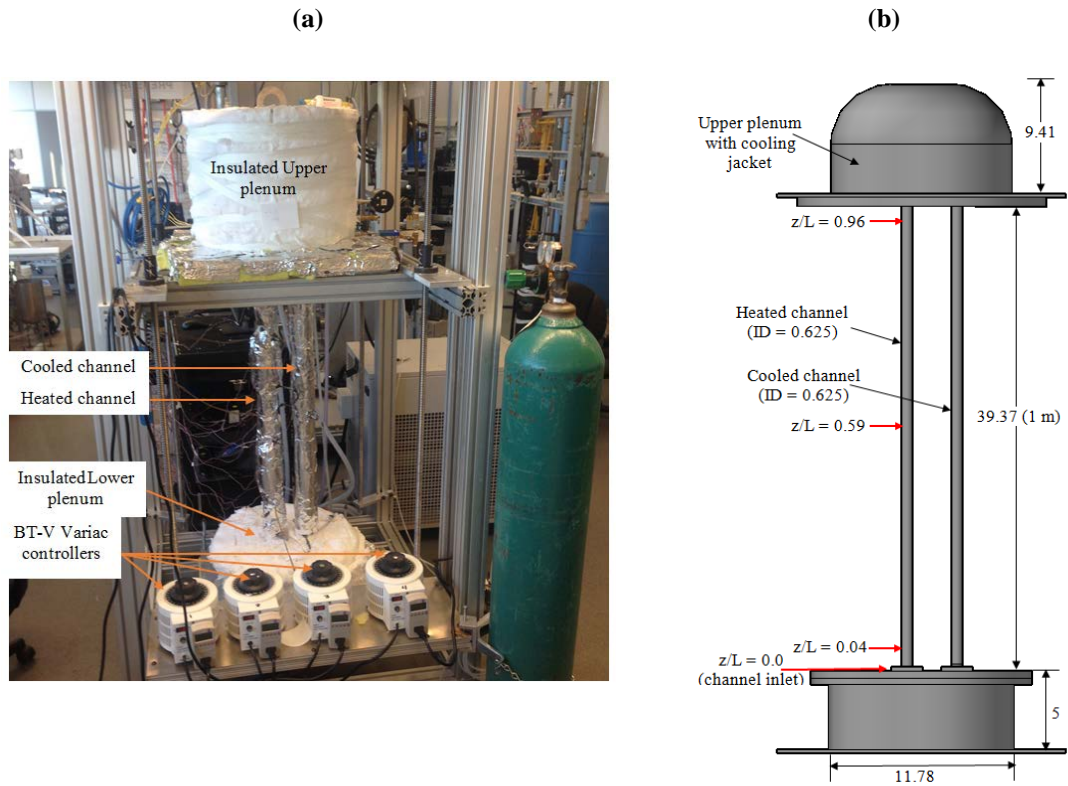 (a)
(b)
Insulated Upper
plenum
Cooled channel
Heated channel
Insulated Lower
plenum
BT-V Variac
controllers
Upper plenum
with cooling
jacket
9.41
z/L = 0.96
Heated channel
(ID = 0.625)
Cooled channel
(ID = 0.625)
39.37 (1 m)
z/L = 0.59
z/L = 0.04
z/L = 0.0
(channel inlet)
5
11.78